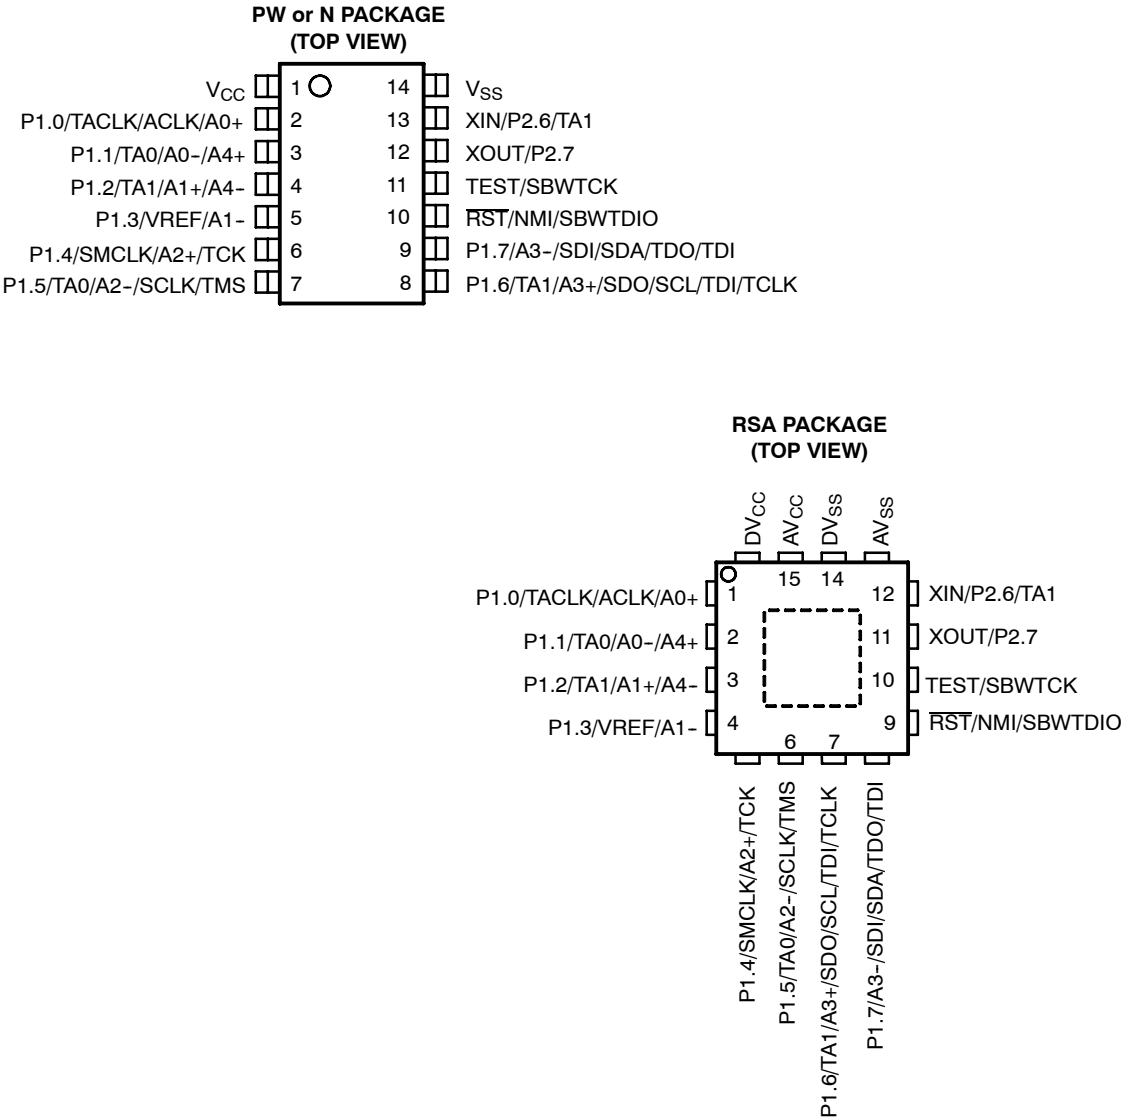 PW or N PACKAGE
(TOP VIEW)
VCC 1 14 VSS
P1.0/TACLK/ACLK/A0+ 2 13 XIN/P2.6/TA1
P1.1/TA0/A0-/A4+ 3 12 XOUT/P2.7
P1.2/TA1/A1+/A4- 4 11 TEST/SBWTCK
P1.3/VREF/A1- 5 10 RST/NMI/SBWTDIO
P1.4/SMCLK/A2+/TCK 6 9 P1.7/A3-/SDI/SDA/TDO/TDI
P1.5/TA0/A2-/SCLK/TMS 7 8 P1.6/TA1/A3+/SDO/SCL/TDI/TCLK
RSA PACKAGE
(TOP VIEW)
DVCC
AVCC
DVSS
AVSS
15 14
P1.0/TACLK/ACLK/A0+ 1 12 XIN/P2.6/TA1
P1.1/TA0/A0-/A4+ 2 11 XOUT/P2.7
P1.2/TA1/A1+/A4- 3 10 TEST/SBWTCK
P1.3/VREF/A1- 4 9 RST/NMI/SBWTDIO
6 7
P1.4/SMCLK/A2+/TCK
P1.5/TA0/A2-/SCLK/TMS
P1.6/TA1/A3+/SDO/SCL/TDI/TCLK
P1.7/A3-/SDI/SDA/TDO/TDI